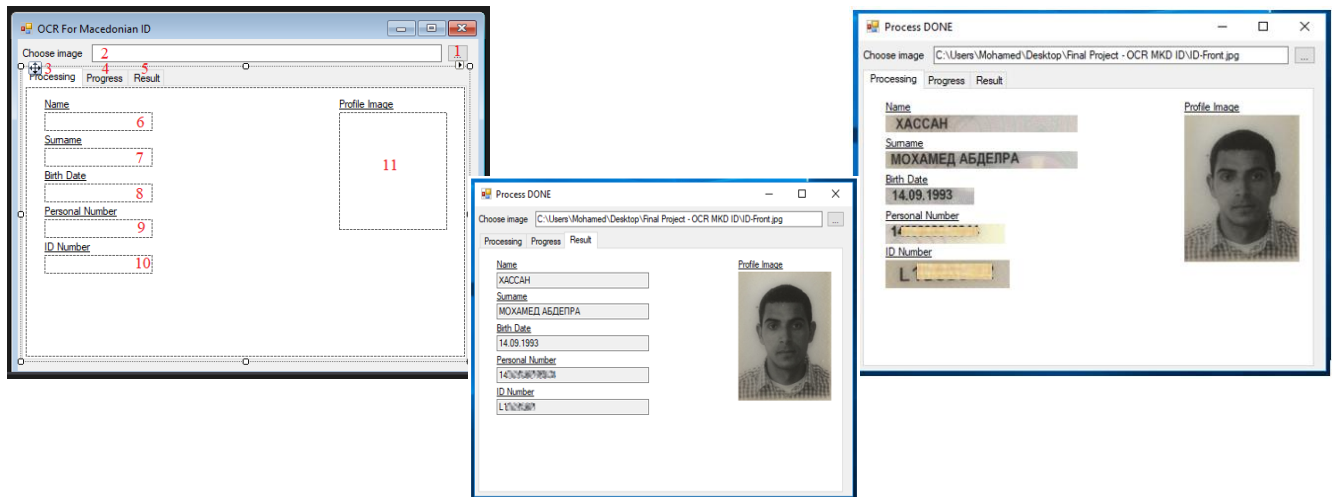 OCR For Macedonian ID
Choose image 2 1
3 4 5
Processing Progress Result
Name
6
Surname
7
Birth Date
8
Personal Number
9
ID Number
10
Profile Image
11
Process DONE
Choose image C:\Users\Mohamed\Desktop\Final Project - OCR MKD ID\ID-Front.jpg ...
Processing Progress Result
Name
ХАССАН
Surname
МОХАМЕД АБДЕПРА
Birth Date
14.09.1993
Personal Number
14
ID Number
L1
Profile Image
Process DONE
Choose image C:\Users\Mohamed\Desktop\Final Project - OCR MKD ID\ID-Front.jpg ...
Processing Progress Result
Name
ХАССАН
Surname
МОХАМЕД АБДЕЛРА
Birth Date
14.09.1993
Personal Number
14
ID Number
L1
Profile Image